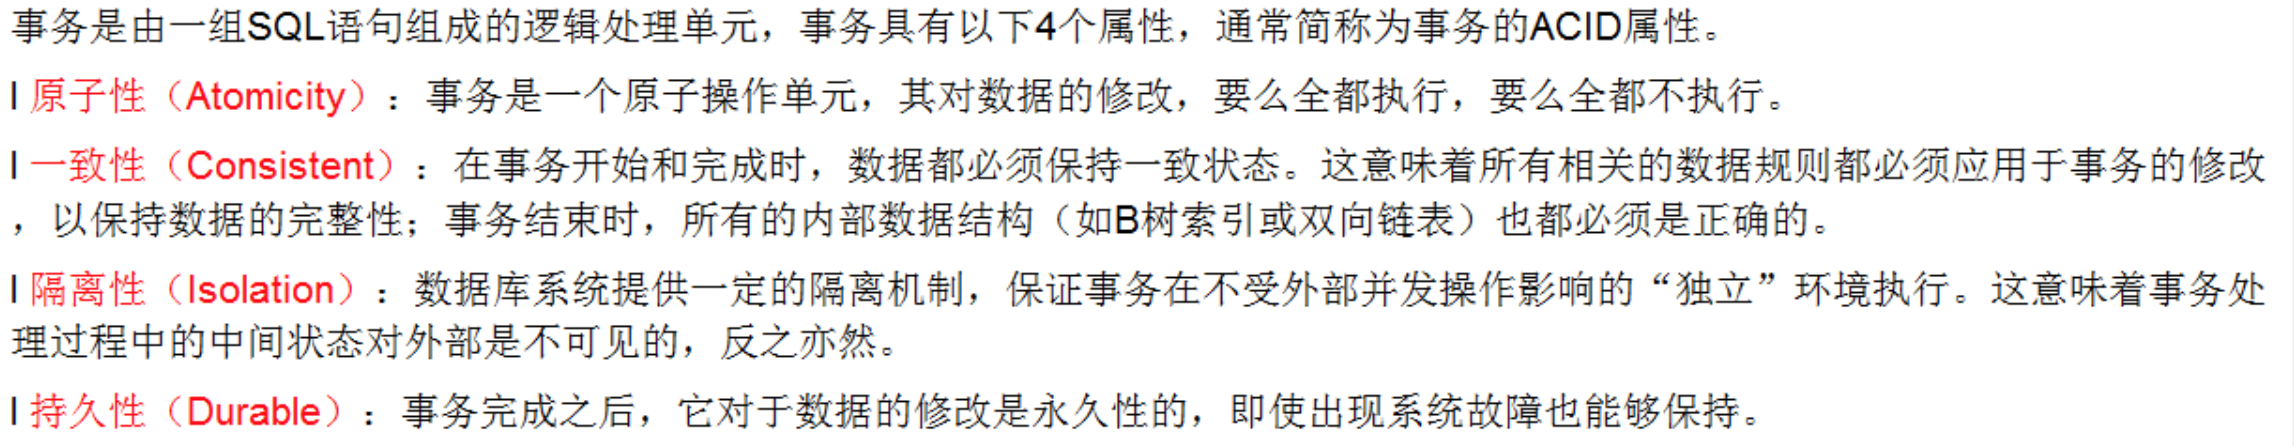 事务是由一组SQL语句组成的逻辑处理单元，事务具有以下4个属性，通常简称为事务的ACID属性。
l 原子性（Atomicity）：事务是一个原子操作单元，其对数据的修改，要么全都执行，要么全都不执行。
l 一致性（Consistent）：在事务开始和完成时，数据都必须保持一致状态。这意味着所有相关的数据规则都必须应用于事务的修改
，以保持数据的完整性；事务结束时，所有的内部数据结构（如B树索引或双向链表）也都必须是正确的。
l 隔离性（Isolation）：数据库系统提供一定的隔离机制，保证事务在不受外部并发操作影响的“独立”环境执行。这意味着事务处
理过程中的中间状态对外部是不可见的，反之亦然。
l 持久性（Durable）：事务完成之后，它对于数据的修改是永久性的，即使出现系统故障也能够保持。